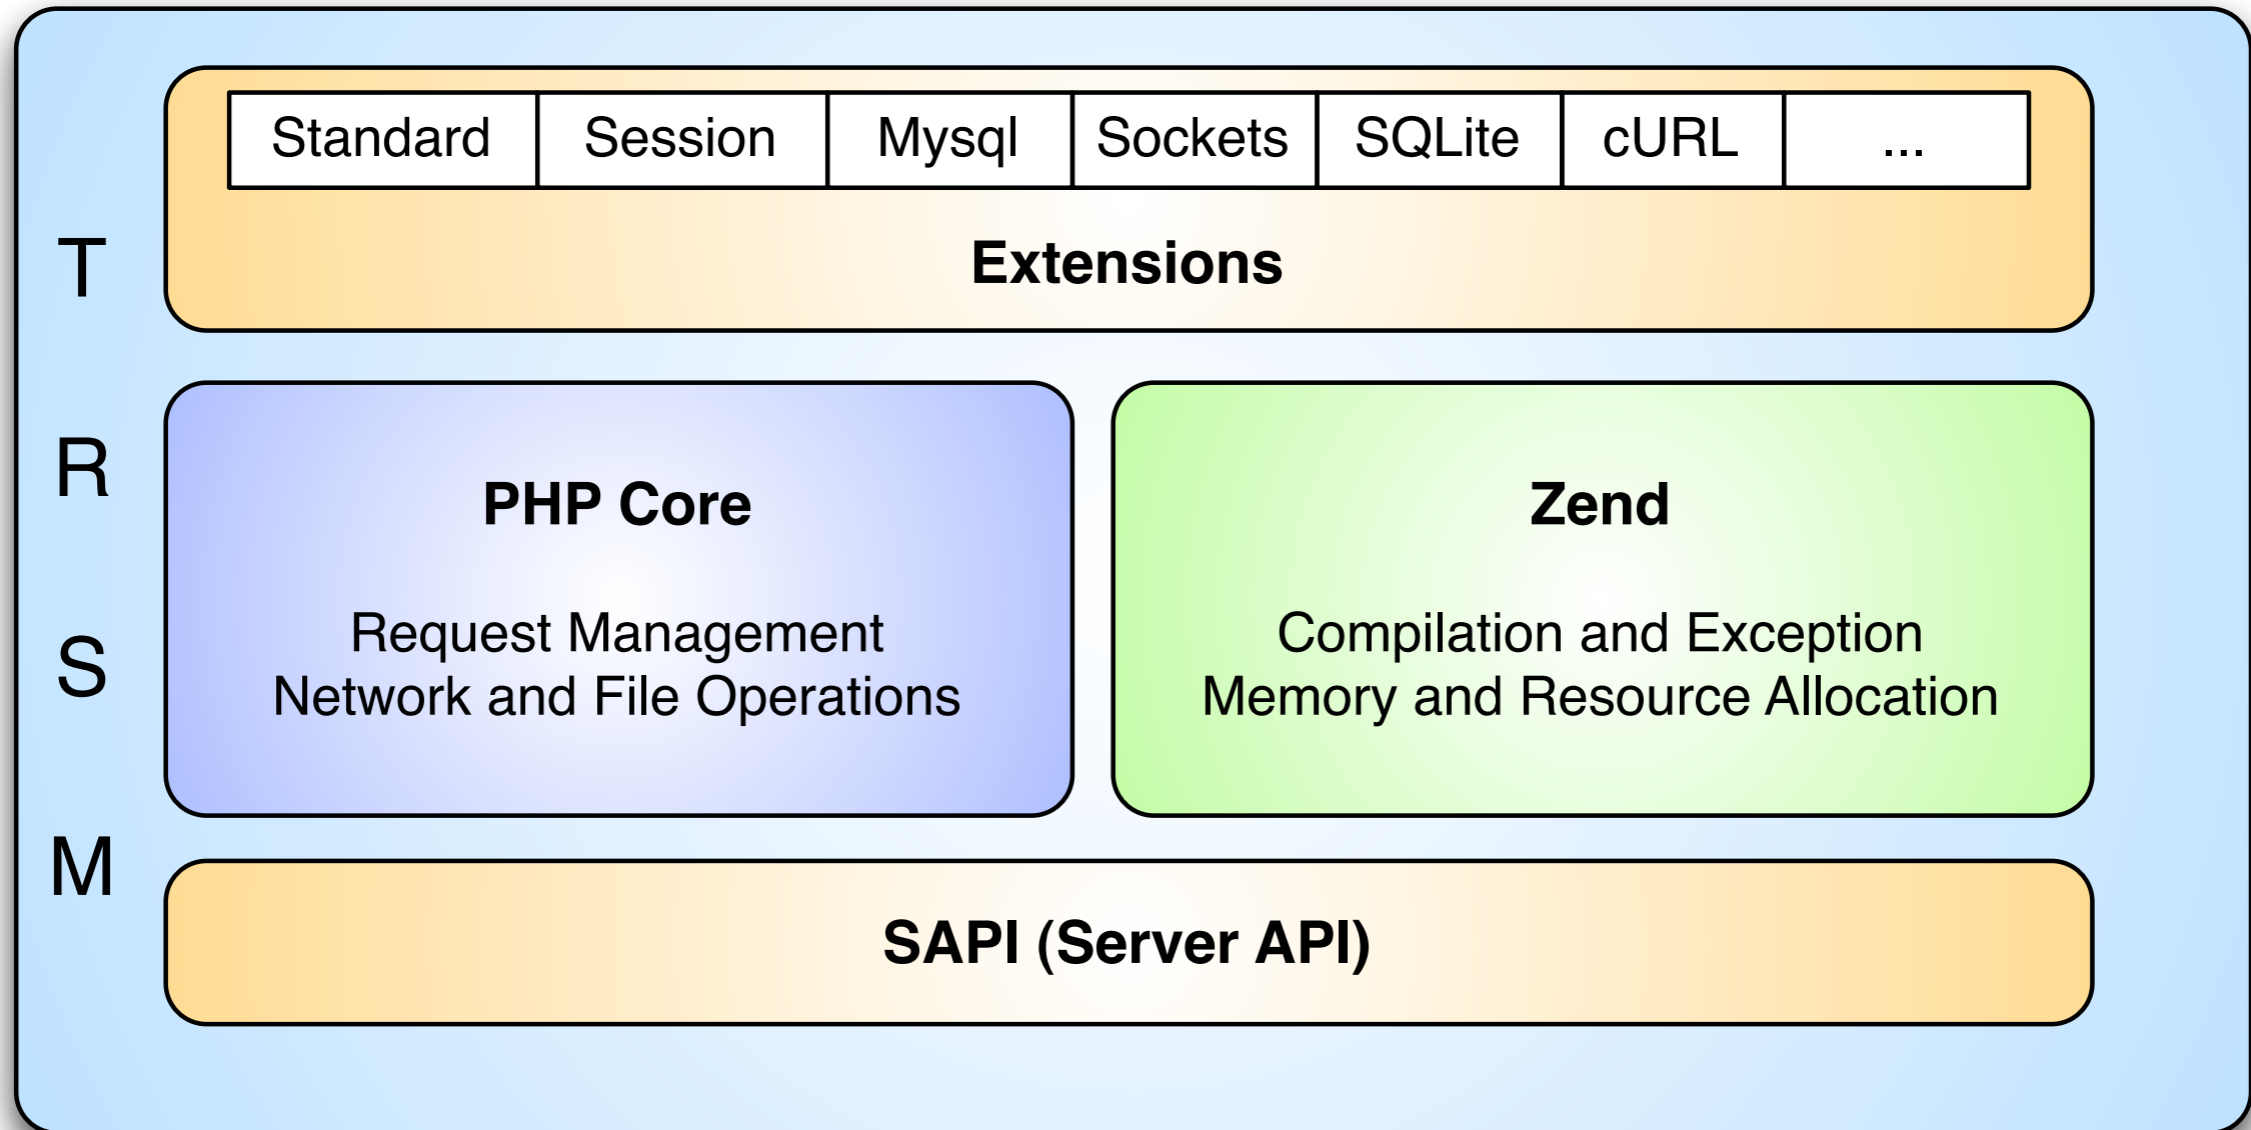 Standard Session Mysql Sockets SQLite cURL ...
Extensions
T
R
S
M
PHP Core
Request Management
Network and File Operations
Zend
Compilation and Exception
Memory and Resource Allocation
SAPI (Server API)